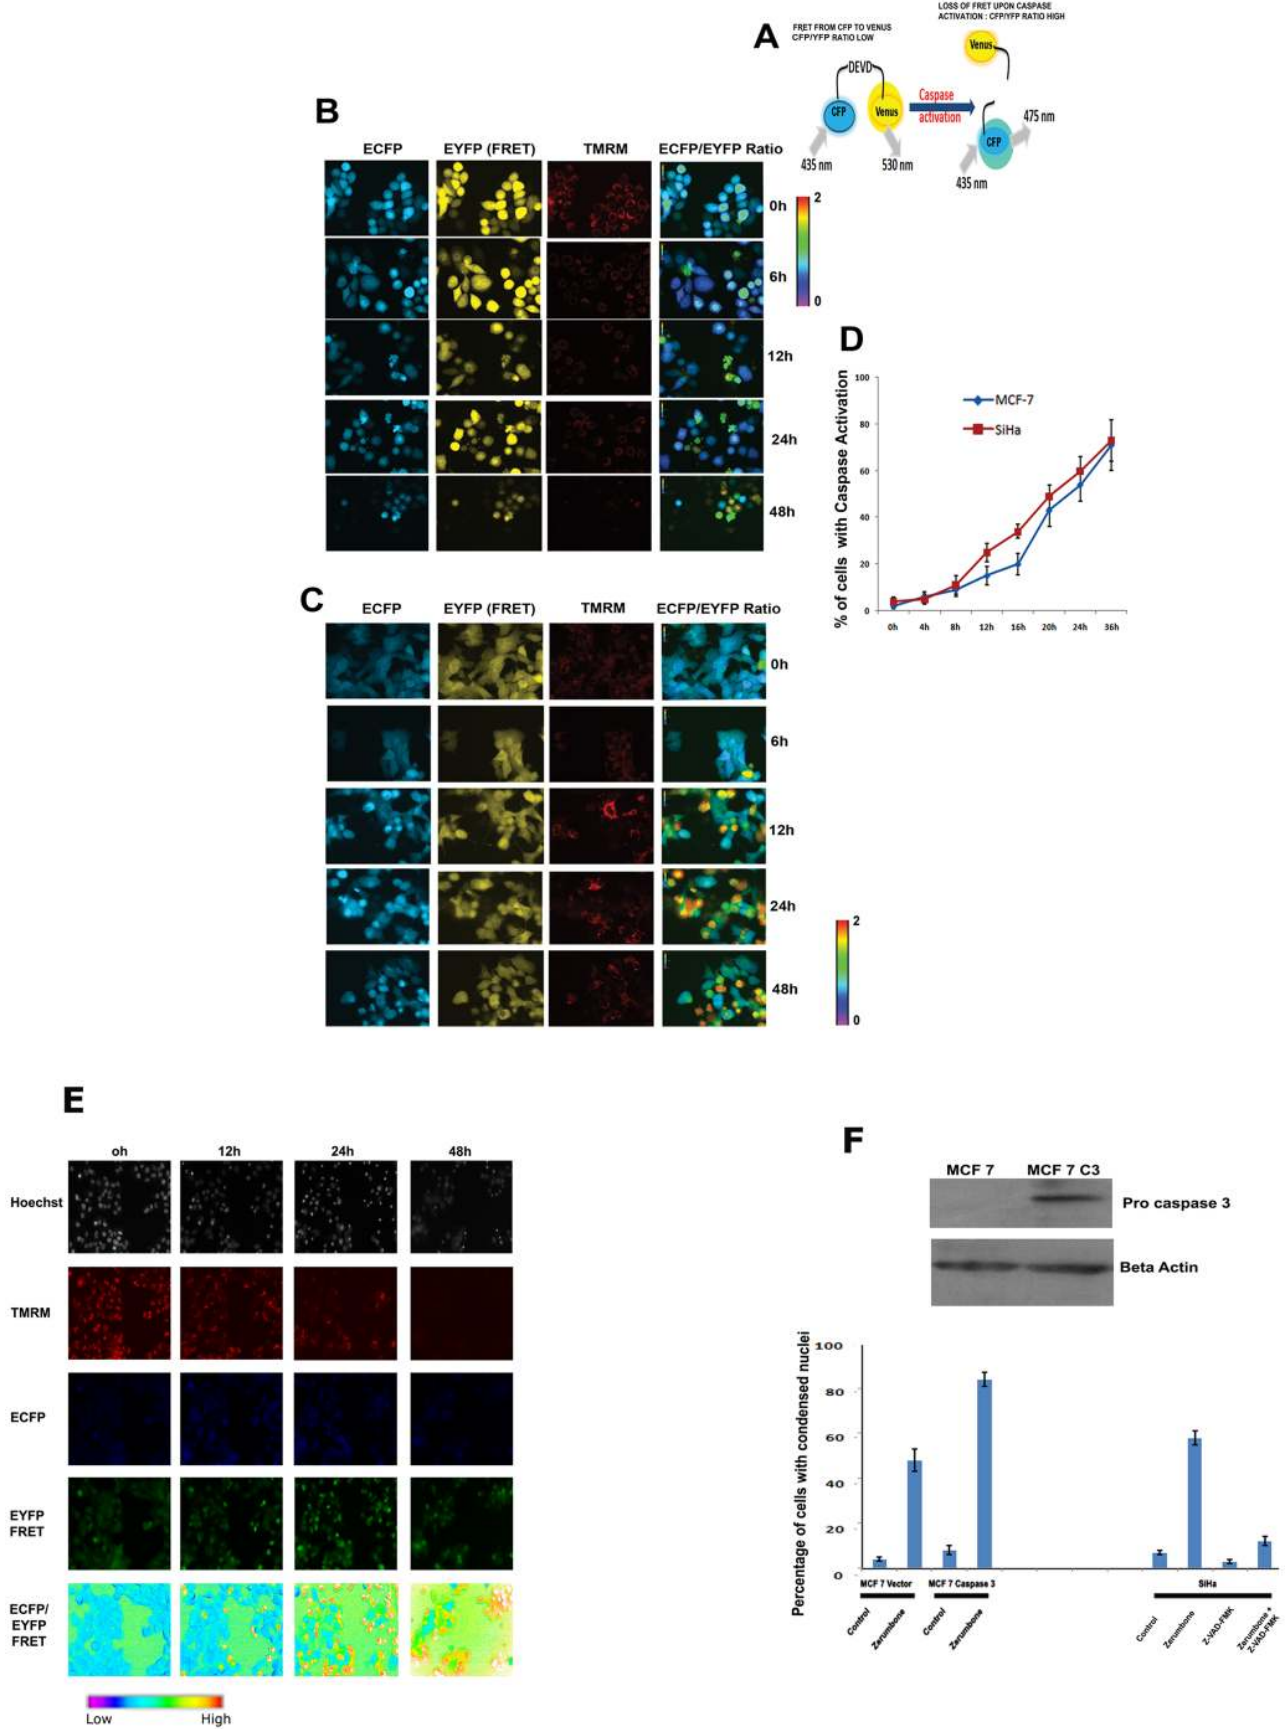 A
FRET FROM CFP TO VENUS
CFP/YFP RATIO LOW
LOSS OF FRET UPON CASPASE
ACTIVATION : CFP/YFP RATIO HIGH
Venus
DEVD
CFP
Venus
Caspase
activation
CFP
475 nm
435 nm
530 nm
435 nm
B
ECFP
EYFP (FRET)
TMRM
ECFP/EYFP Ratio
0h
6h
12h
24h
48h
2
0
C
ECFP
EYFP (FRET)
TMRM
ECFP/EYFP Ratio
0h
6h
12h
24h
48h
2
0
D
% of cells with Caspase Activation
100
80
60
40
20
0
MCF-7
SiHa
0h 4h 8h 12h 16h 20h 24h 36h
E
oh 12h 24h 48h
Hoechst
TMRM
ECFP
EYFP
FRET
ECFP/
EYFP
FRET
Low High
F
MCF 7 MCF 7 C3
Pro caspase 3
Beta Actin
Percentage of cells with condensed nuclei
100
80
60
40
20
0
MCF 7 Vector MCF 7 Caspase 3 SiHa
Control
Zerumbone
Control
Zerumbone
Control
Zerumbone
Z-VAD-FMK
Zerumbone +
Z-VAD-FMK